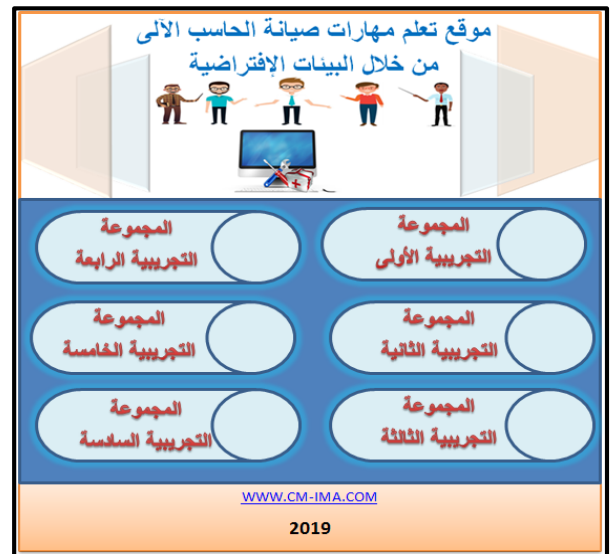 موقع تعلم مهارات صيانة الحاسب الآلى
من خلال البيئات الإفتراضية
المجموعة
التجريبية الأولى
المجموعة
التجريبية الرابعة
المجموعة
التجريبية الثانية
المجموعة
التجريبية الخامسة
المجموعة
التجريبية الثالثة
المجموعة
التجريبية السادسة
WWW.CM-IMA.COM
2019